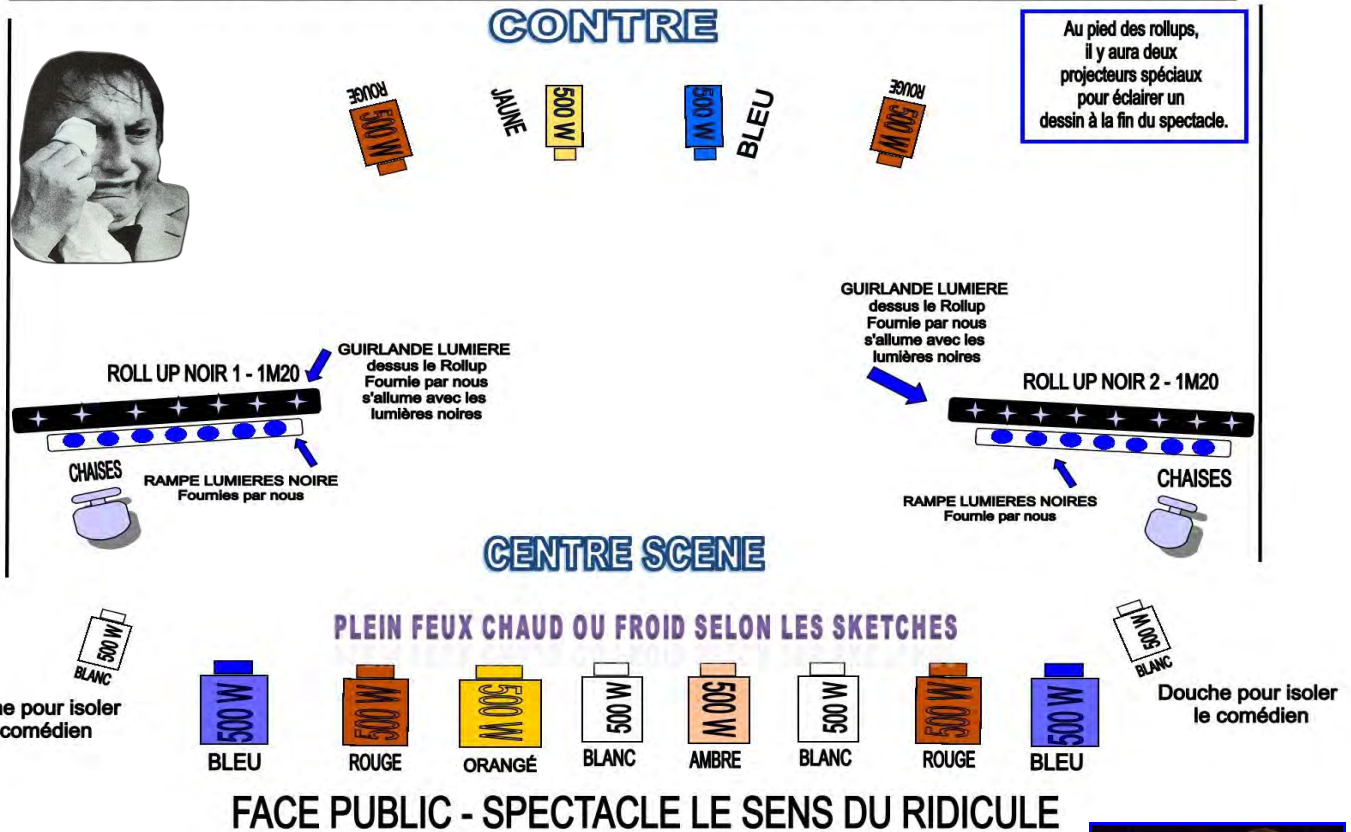 CONTRE
Au pied des rollups,
il y aura deux
projecteurs spéciaux
pour éclairer un
dessin à la fin du spectacle.
ROUGE
500 W
JAUNE
500 W
500 W
BLEU
ROUGE
500 W
GUIRLANDE LUMIERE
dessus le Rollup
Fournie par nous
s'allume avec les
lumières noires
GUIRLANDE LUMIERE
dessus le Rollup
Fournie par nous
s'allume avec les
lumières noires
ROLL UP NOIR 1 - 1M20
ROLL UP NOIR 2 - 1M20
CHAISES
RAMPE LUMIERES NOIRE
Fournies par nous
CHAISES
RAMPE LUMIERES NOIRES
Fournie par nous
CENTRE SCENE
PLEIN FEUX CHAUD OU FROID SELON LES SKETCHES
500 W
BLANC
he pour isoler
comédien
500 W
BLEU
500 W
ROUGE
500 W
ORANGÉ
500 W
BLANC
500 W
AMBRE
500 W
BLANC
500 W
ROUGE
500 W
BLEU
500 W
BLANC
Douche pour isoler
le comédien
FACE PUBLIC - SPECTACLE LE SENS DU RIDICULE